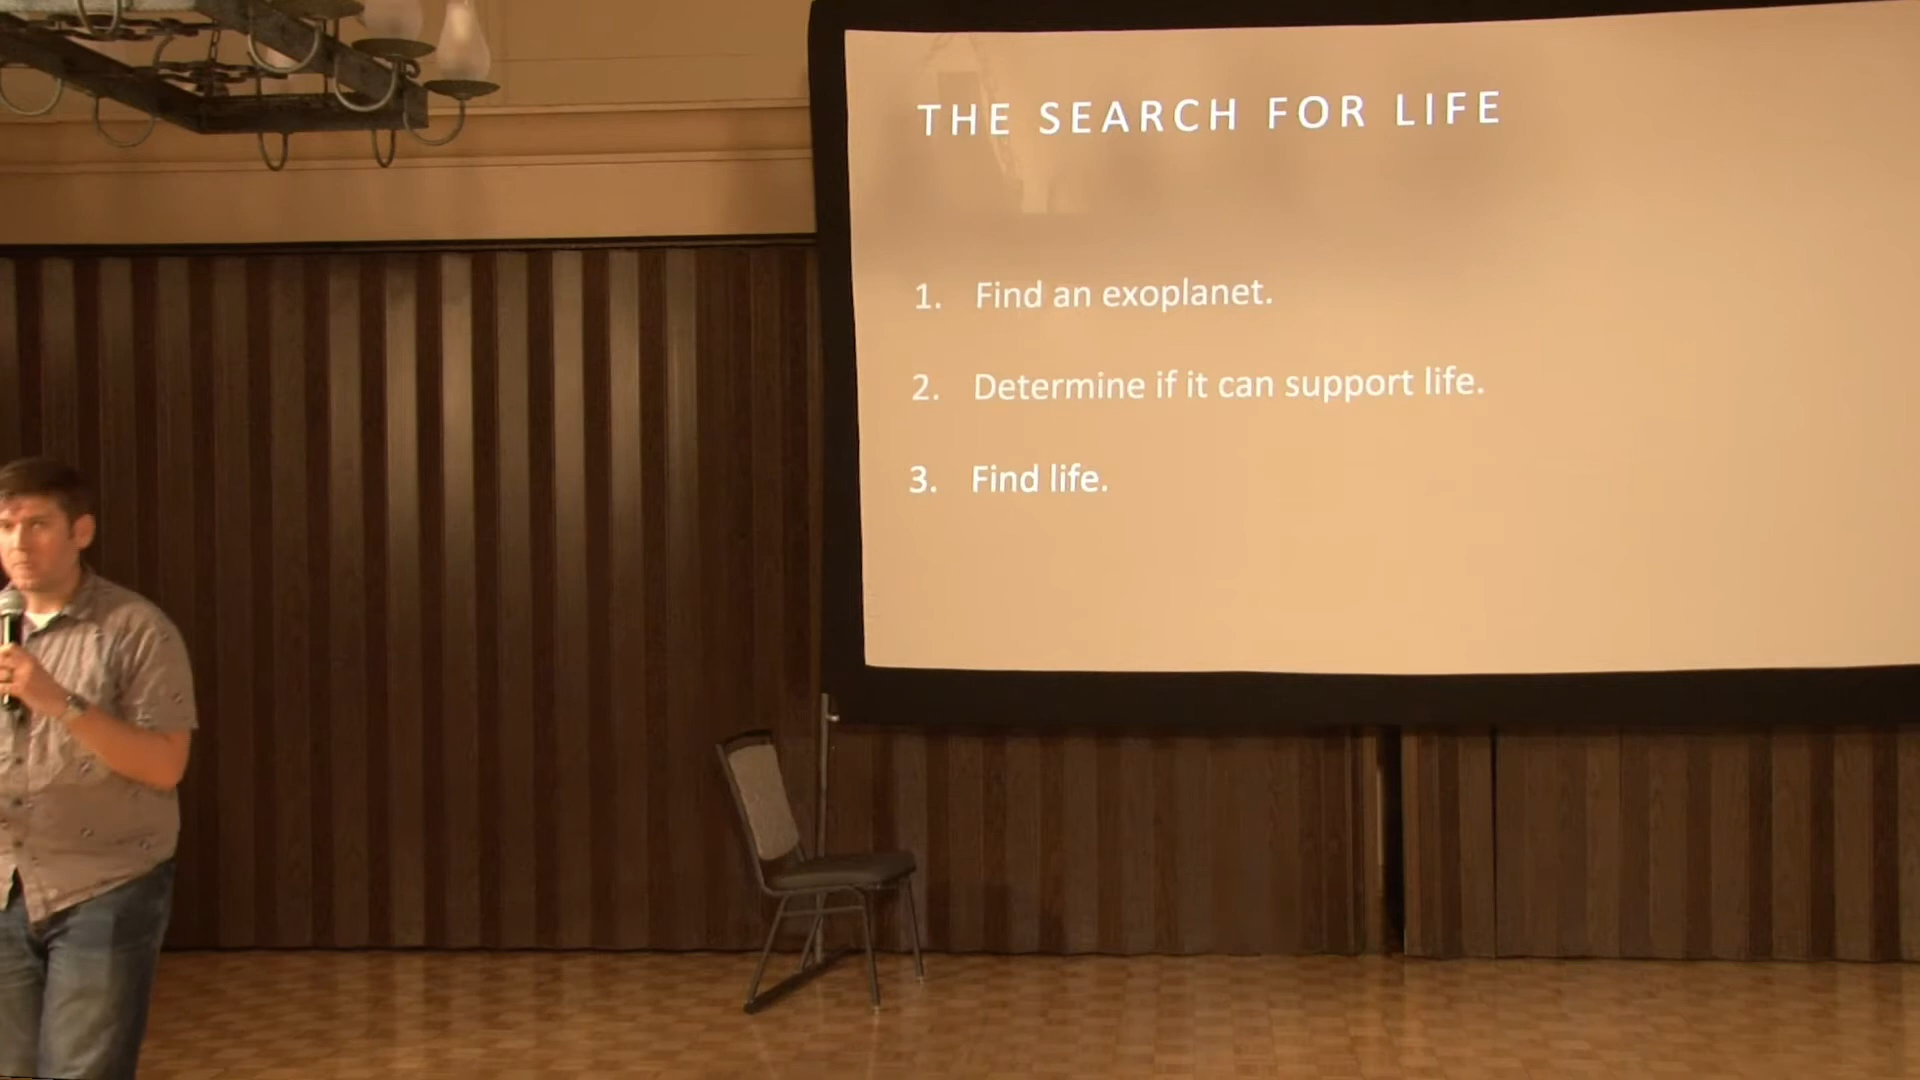 THE SEARCH FOR LIFE
1. Find an exoplanet.
2. Determine if it can support life.
3. Find life.